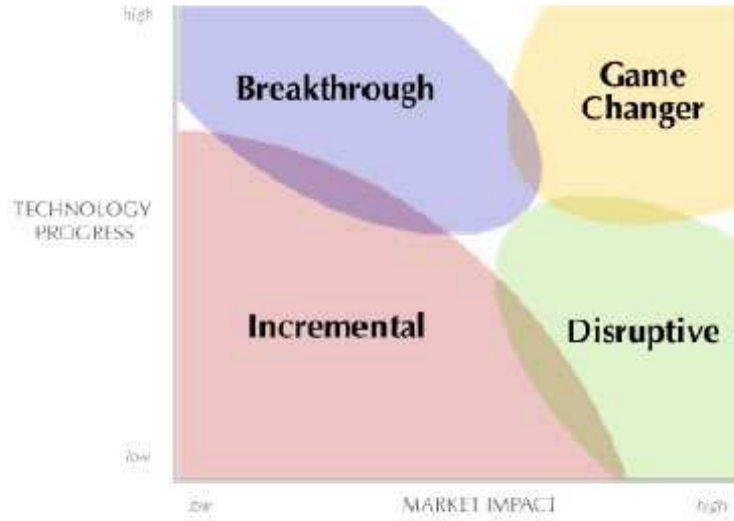 high
Breakthrough
Game
Changer
TECHNOLOGY
PROGRESS
Incremental
Disruptive
low
low
MARKET IMPACT
high